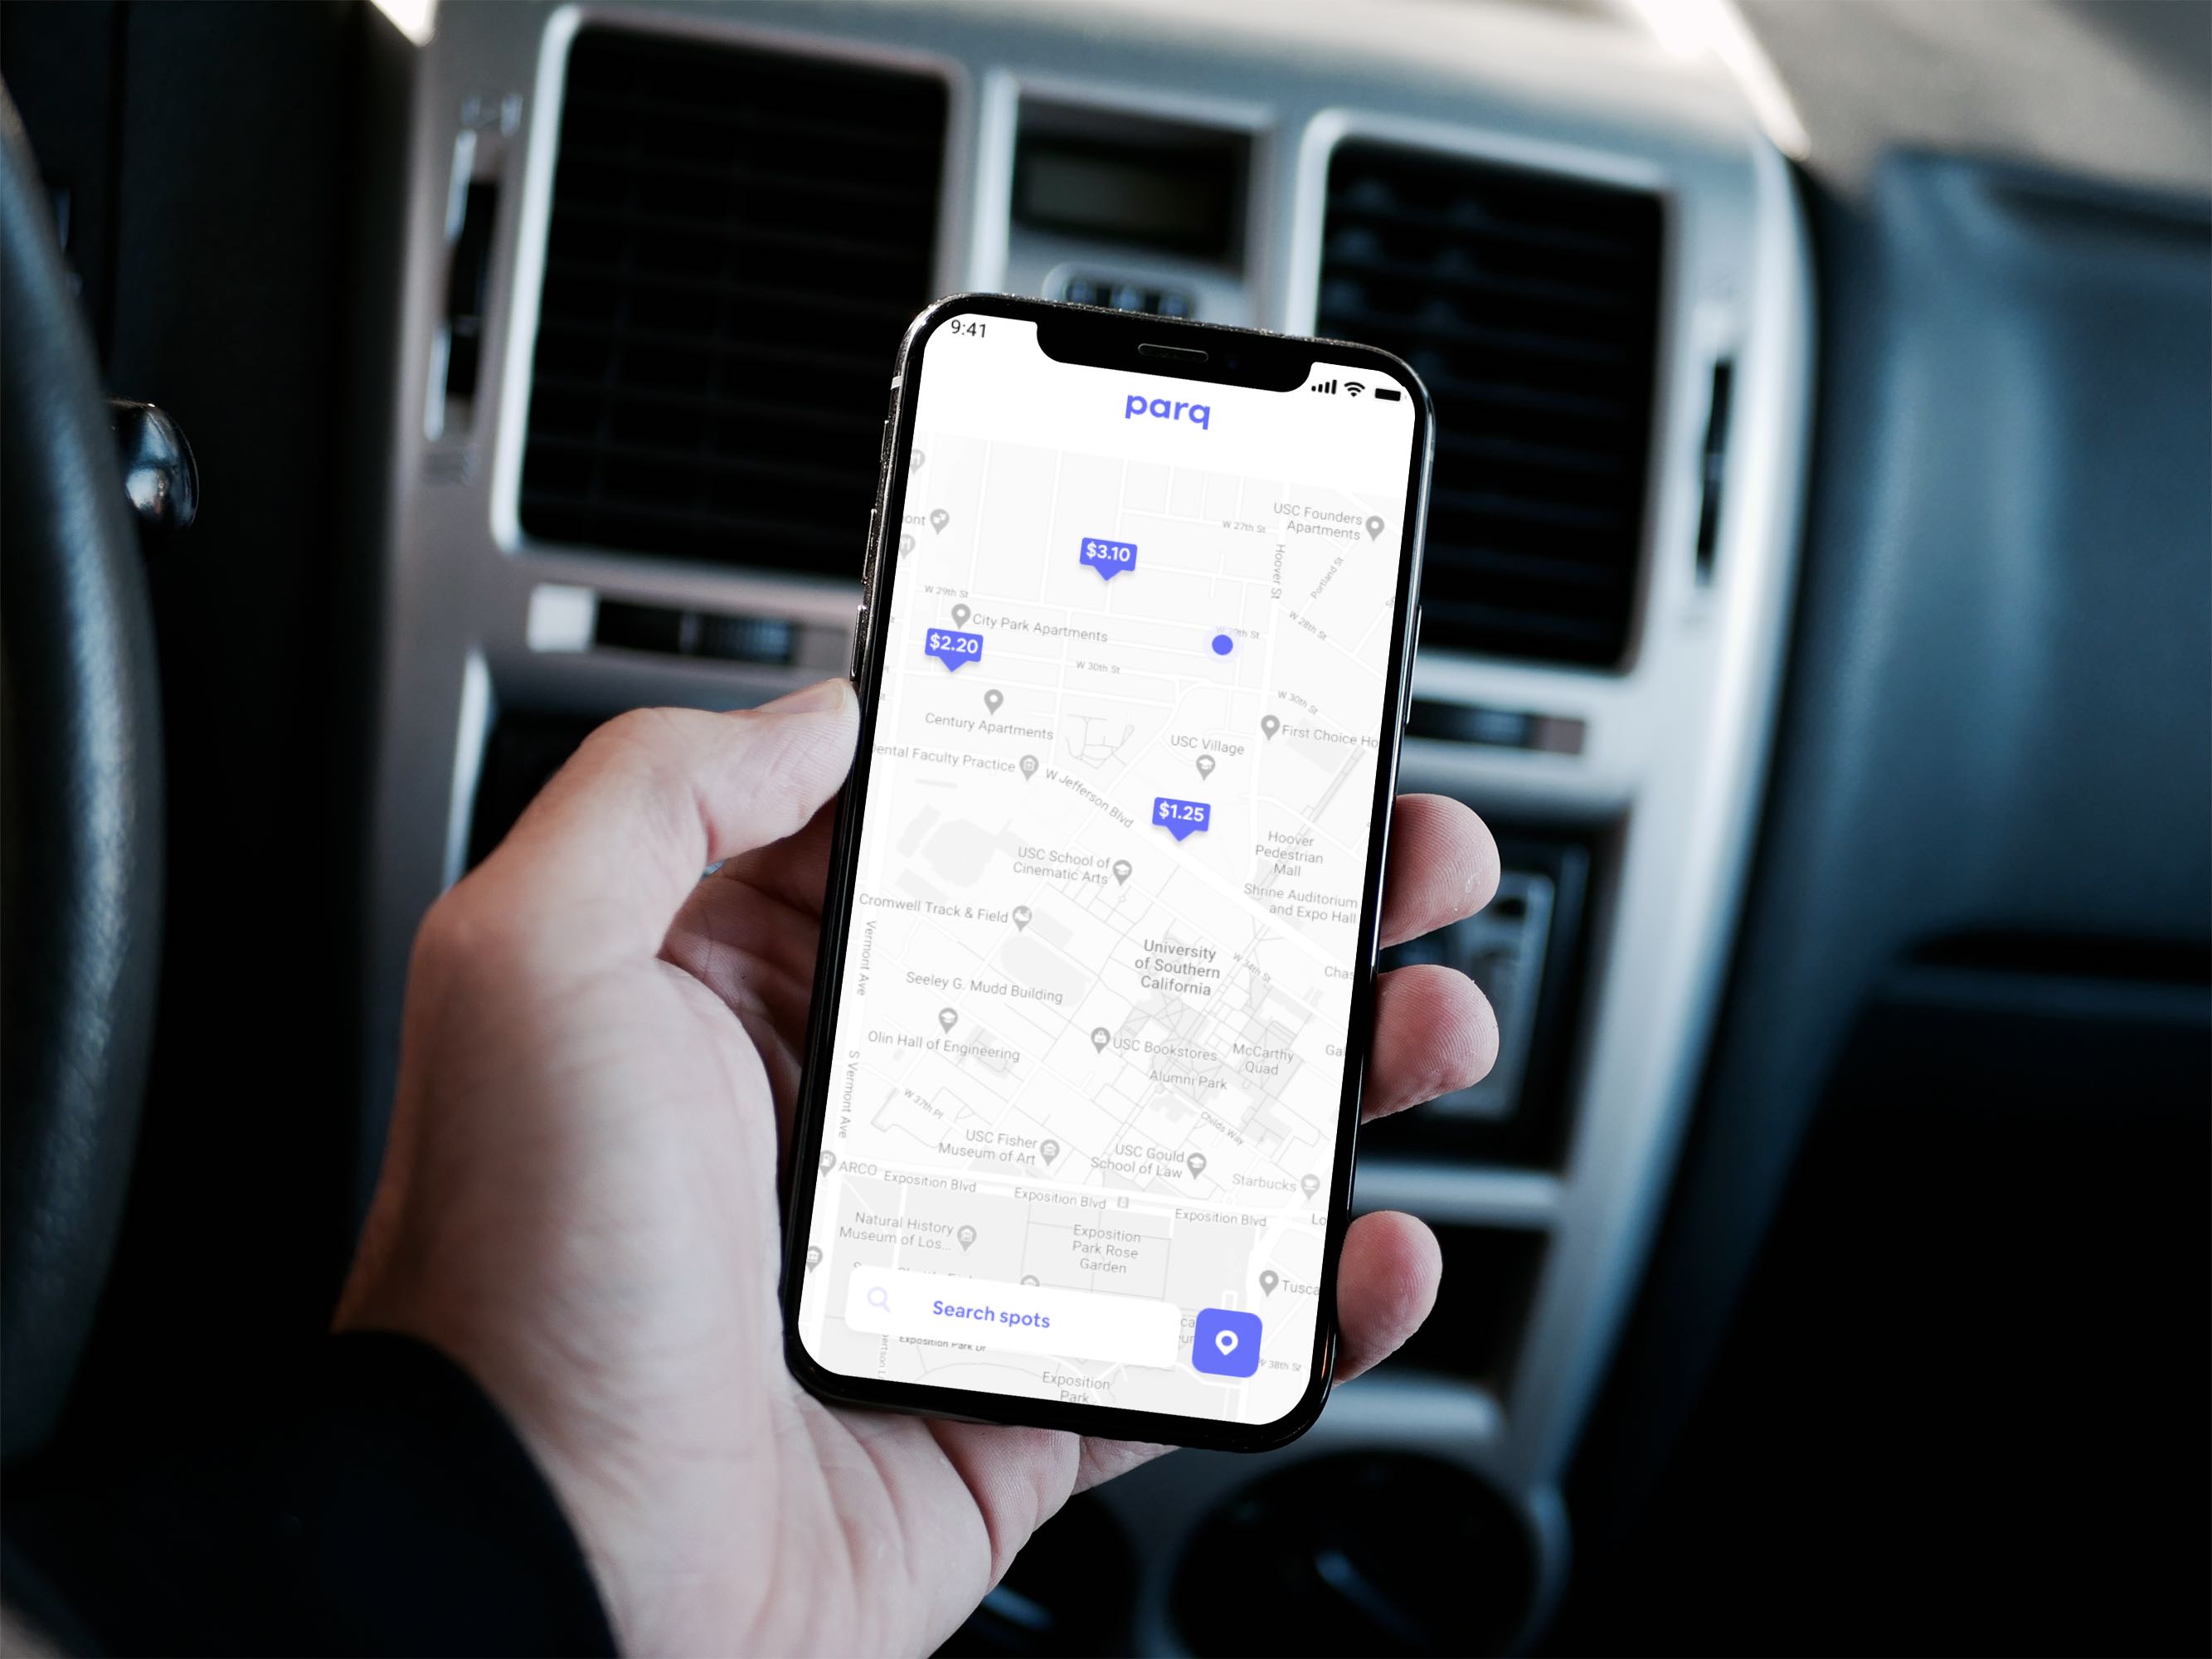 9:41
parq
USC Founders
Apartments
W 27th St
ont
$3.10
Hoover St
Portland St
W 29th St
W 28th St
City Park Apartments
$2.20
W 30th St
W 30th St
Century Apartments
First Choice Ho
USC Village
ental Faculty Practice
W Jefferson Blvd
$1.25
Hoover
Pedestrian
Mall
USC School of
Cinematic Arts
Shrine Auditorium
and Expo Hall
Cromwell Track & Field
Vermont Ave
University
of Southern
California
W 34th St
Chas
Seeley G. Mudd Building
Olin Hall of Engineering
USC Bookstores
McCarthy
Quad
Ga
Alumni Park
S Vermont Ave
W 37th Pl
Childs Way
USC Fisher
Museum of Art
USC Gould
School of Law
Starbucks
ARCO
Exposition Blvd
Exposition Blvd
Exposition Blvd
Lo
Natural History
Museum of Los...
Exposition
Park Rose
Garden
Tusca
Search spots
Exposition Park Dr
W 38th St
Exposition
Park